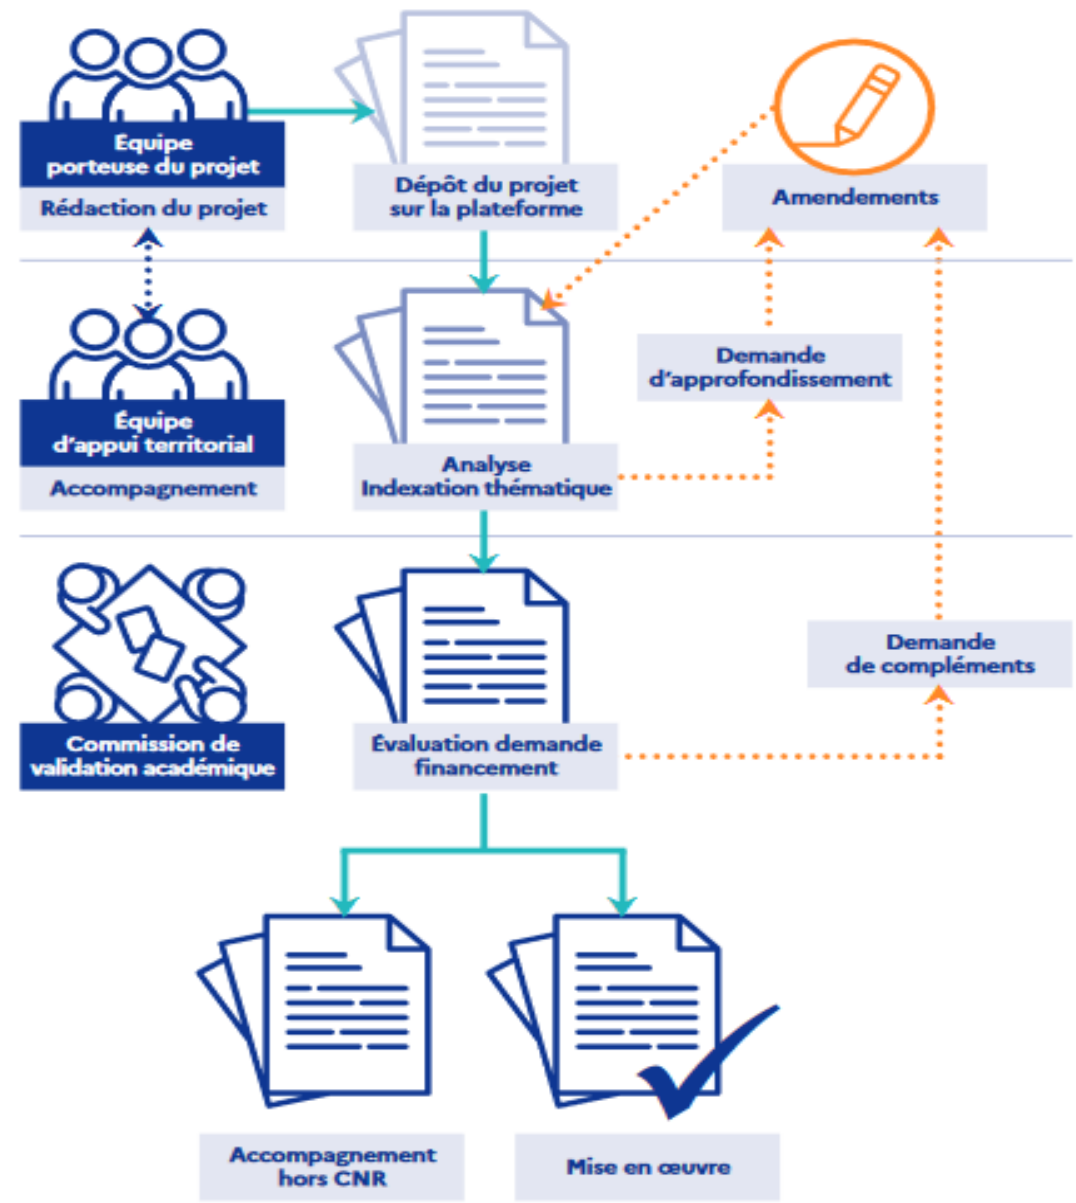 Équipe
porteuse du projet
Rédaction du projet
Dépôt du projet
sur la plateforme
Amendements
Équipe
d'appui territorial
Accompagnement
Analyse
Indexation thématique
Demande
d'approfondissement
Commission de
validation académique
Évaluation demande
financement
Demande
de compléments
Accompagnement
hors CNR
Mise en œuvre